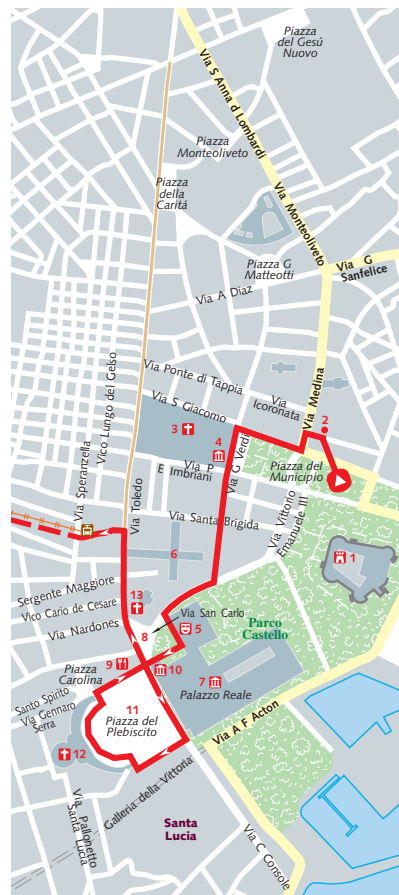 Piazza
del Gesú
Nuovo
Via S Anna d Lombardi
Piazza
Monteoliveto
Piazza
della
Caritá
Via Monteoliveto
Piazza G
Matteotti
Via G
Sanfelice
Via A Diaz
Via Ponte di Tappia
Via
Icoronata
Via Medina
Via S Giacomo
Vico Lungo del Gelso
Via Speranzella
2
3
4
Via P
E Imbriani
Via G Verdi
Piazza del
Municipio
Via Toledo
Via Santa Brigida
Via Vittorio
Emanuele III
6
1
Sergente Maggiore
Vico Cario de Cesare
13
Via Nardones
Via San Carlo
8
5
Parco
Castello
9
10
7
Piazza
Carolina
Palazzo Reale
Santo Spirito
Via Gennaro
Serra
11
Piazza del
Plebiscito
Via A F Acton
12
Galleria della Vittoria
Via Pallonetto
Santa Lucia
Santa
Lucia
Via C Console